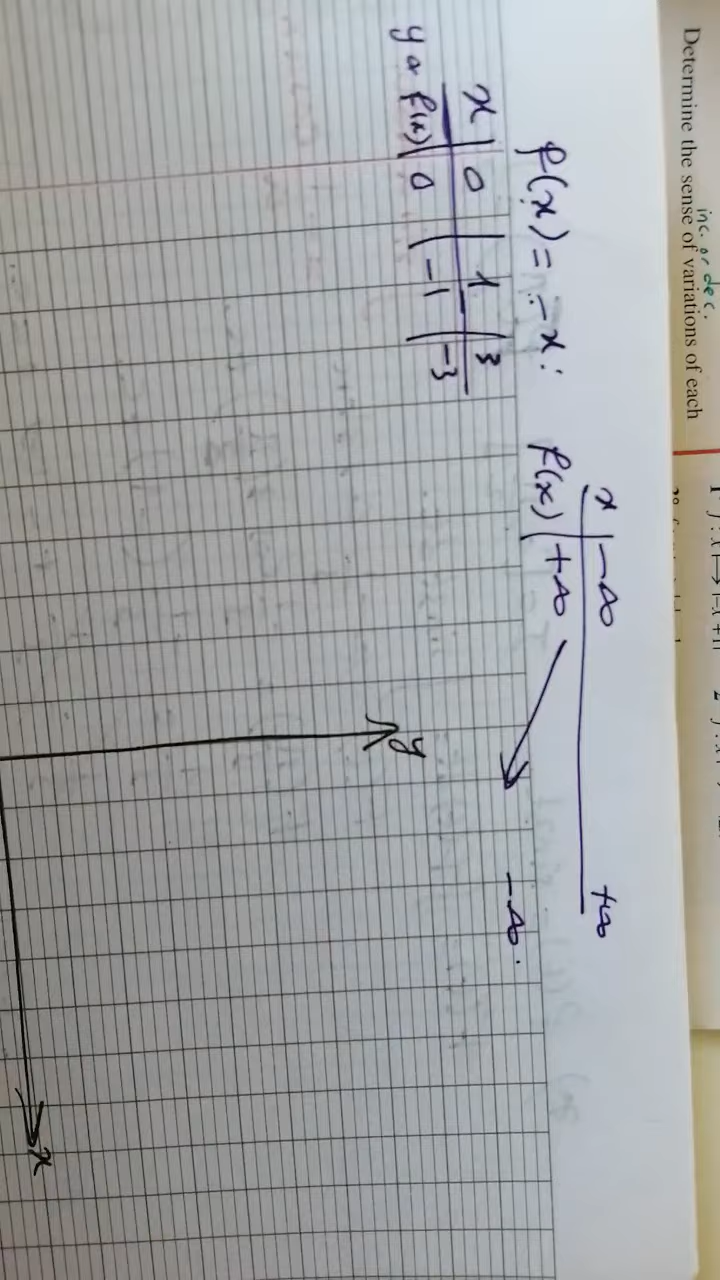 inc. or dec.
Determine the sense of variations of each
f(x) = -x:
x | -∞ +∞
f(x) | +∞ -∞.
x | 0 | 1 | 3
f(x) | 0 | -1 | -3
y
x